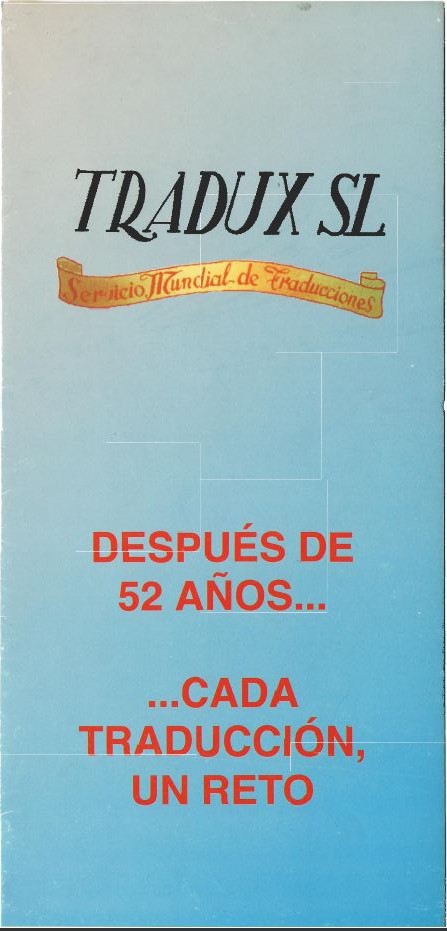 TRADUX SL
Servicio Mundial de Traducciones
DESPUÉS DE
52 AÑOS...
...CADA
TRADUCCIÓN,
UN RETO